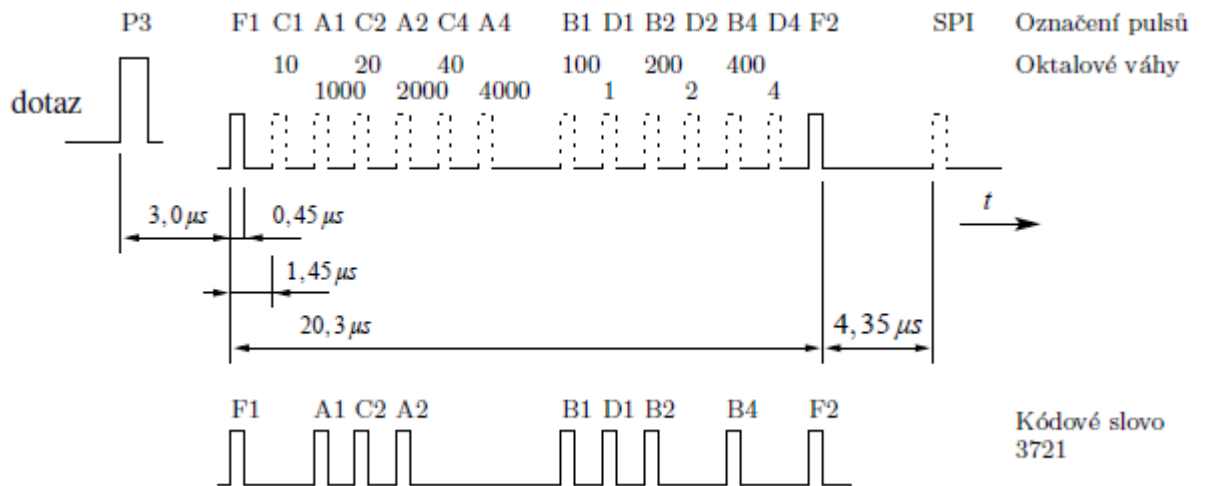 P3 F1 C1 A1 C2 A2 C4 A4 B1 D1 B2 D2 B4 D4 F2 SPI Označení pulsů
10 20 40 100 200 400 Oktalové váhy
1000 2000 4000 1 2 4
dotaz
t
3,0 μs 0,45 μs
1,45 μs
20,3 μs 4,35 μs
F1 A1 C2 A2 B1 D1 B2 B4 F2 Kódové slovo
3721